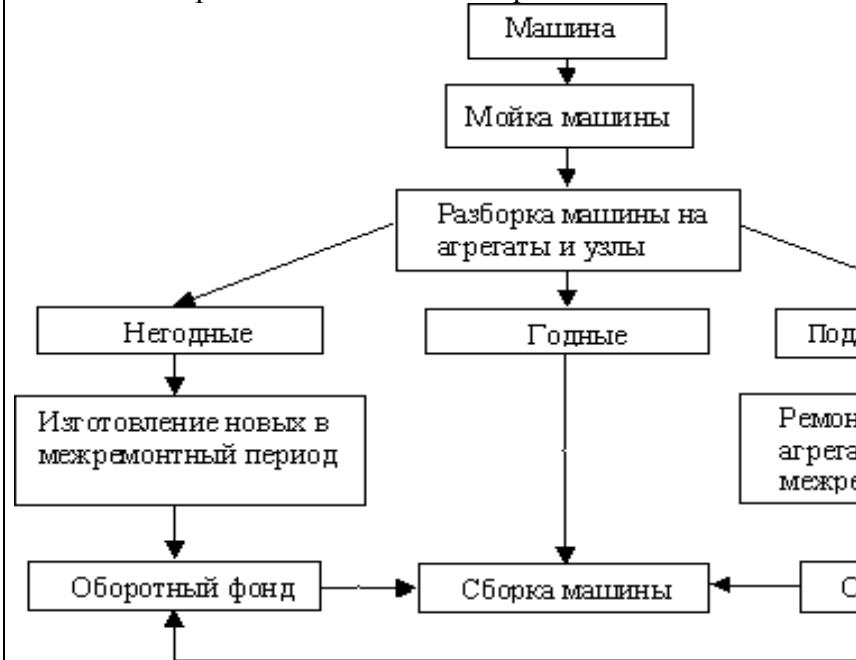 Машина
Мойка машины
Разборка машины на
агрегаты и узлы
Негодные
Годные
Изготовление новых в
межремонтный период
Оборотный фонд
Сборка машины